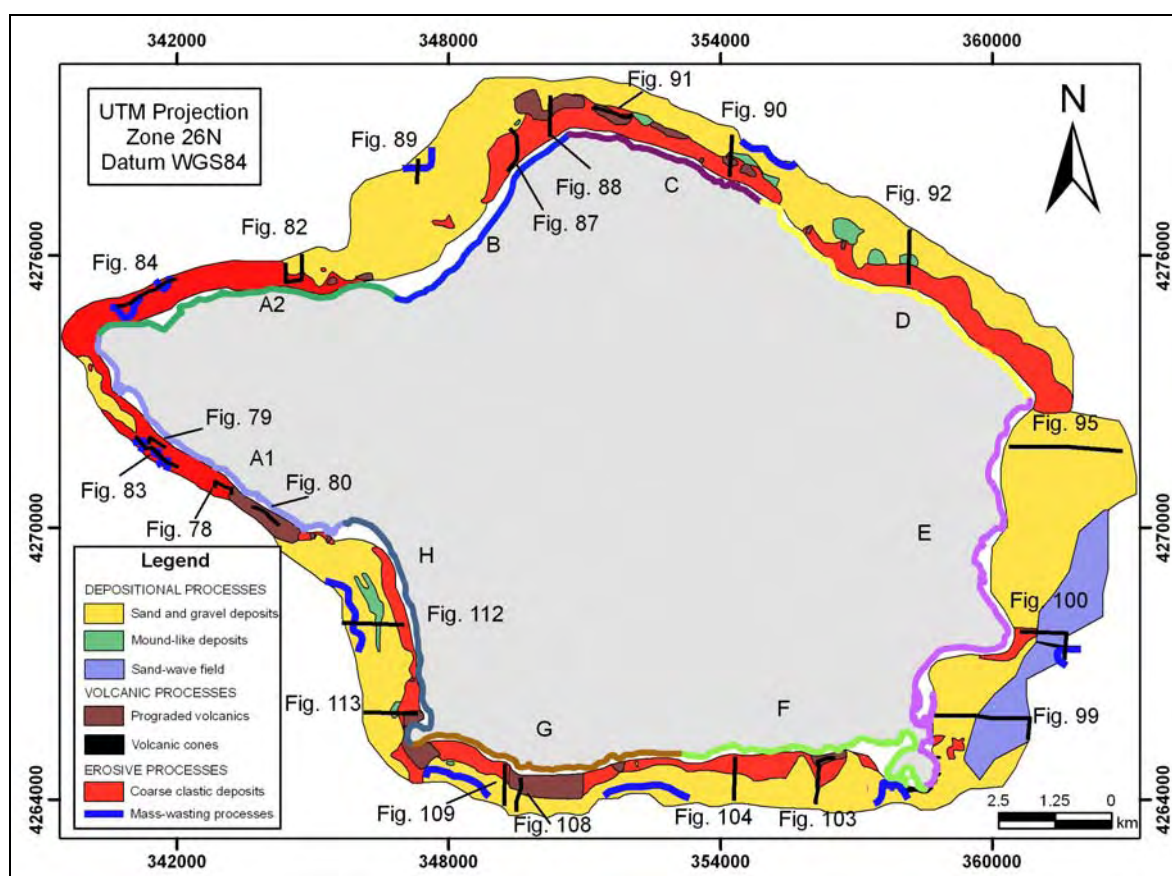 342000 348000 354000 360000
UTM Projection
Zone 26N
Datum WGS84
N
Fig. 91
Fig. 90
Fig. 89
Fig. 88
C
Fig. 87
Fig. 92
Fig. 82
B
4276000
4276000
Fig. 84
A2
D
Fig. 79
Fig. 95
A1
Fig. 83
Fig. 80
Fig. 78
4270000
4270000
E
H
Fig. 100
Fig. 112
Fig. 113
Fig. 99
F
G
Fig. 109
Fig. 108
Fig. 104
Fig. 103
4264000
4264000
Legend
DEPOSITIONAL PROCESSES
Sand and gravel deposits
Mound-like deposits
Sand-wave field
VOLCANIC PROCESSES
Prograded volcanics
Volcanic cones
EROSIVE PROCESSES
Coarse clastic deposits
Mass-wasting processes
2.5 1.25 0
km
342000 348000 354000 360000